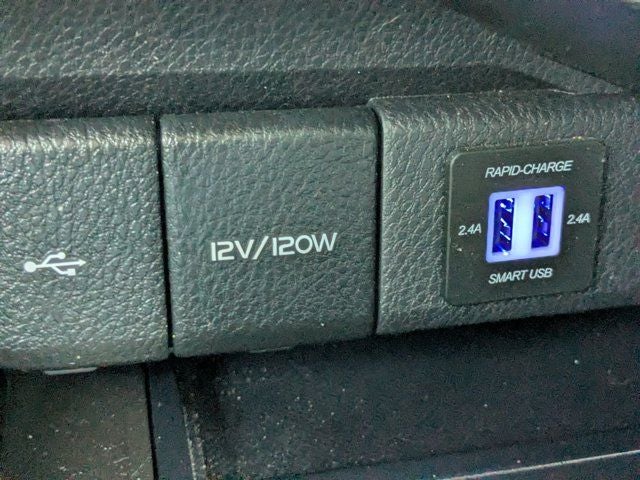 12V/120W
RAPID-CHARGE
2.4A
2.4A
SMART USB